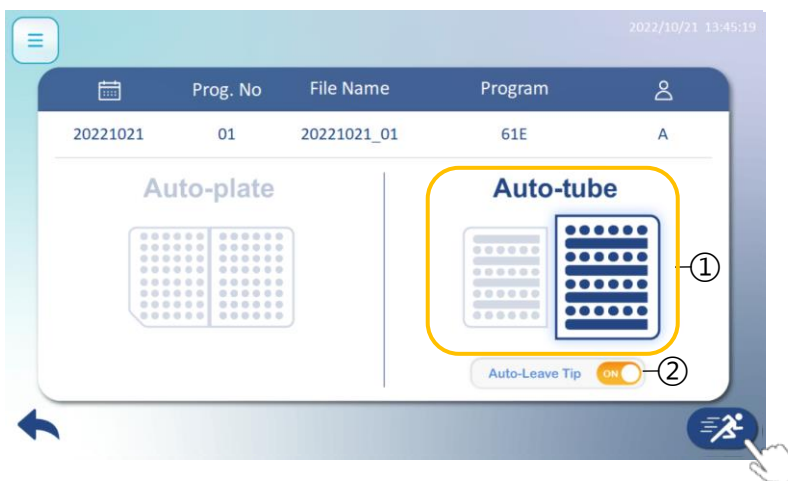 2022/10/21 13:45:19
Prog. No File Name Program
20221021 01 20221021_01 61E A
Auto-plate Auto-tube
①
Auto-Leave Tip ON ②